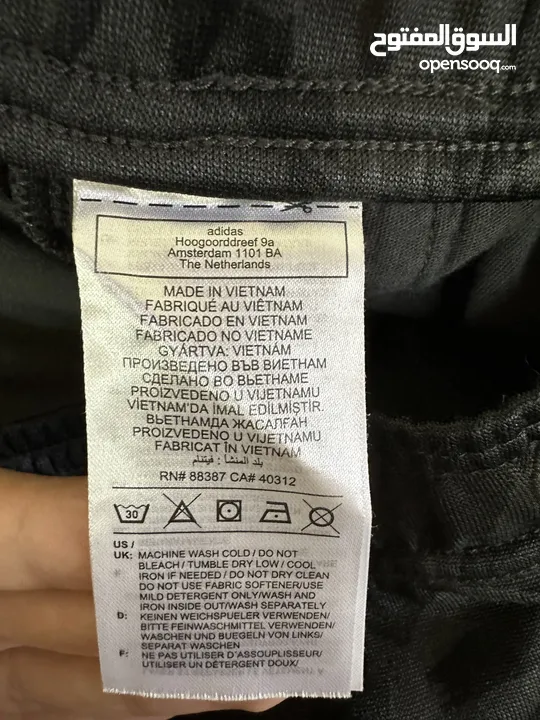 السوق المفتوح
opensooq.com
adidas
Hoogoorddreef 9a
Amsterdam 1101 BA
The Netherlands
MADE IN VIETNAM
FABRIQUÉ AU VIÊTNAM
FABRICADO EN VIETNAM
FABRICADO NO VIETNAME
GYÁRTVA: VIETNÁM
ПРОИЗВЕДЕНО ВЪВ ВИЕТНАМ
СДЕЛАНО ВО ВЬЕТНАМЕ
PROIZVEDENO U VIJETNAMU
VIETNAM'DA IMAL EDİLMİŞTİR.
ВЬЕТНАМДА ЖАСАЛҒАН
PROIZVEDENO U VIJETNAMU
FABRICAT ÎN VIETNAM
بلد المنشأ : فيتنام
RN# 88387 CA# 40312
30
US /
UK: MACHINE WASH COLD / DO NOT
BLEACH / TUMBLE DRY LOW / COOL
IRON IF NEEDED / DO NOT DRY CLEAN
DO NOT USE FABRIC SOFTENER/USE
MILD DETERGENT ONLY/WASH AND
IRON INSIDE OUT/WASH SEPARATELY
D: KEINEN WEICHSPUELER VERWENDEN/
BITTE FEINWASCHMITTEL VERWENDEN/
WASCHEN UND BUEGELN VON LINKS/
SEPARAT WASCHEN
F: NE PAS UTILISER D'ASSOUPLISSEUR/
UTILISER UN DÉTERGENT DOUX/